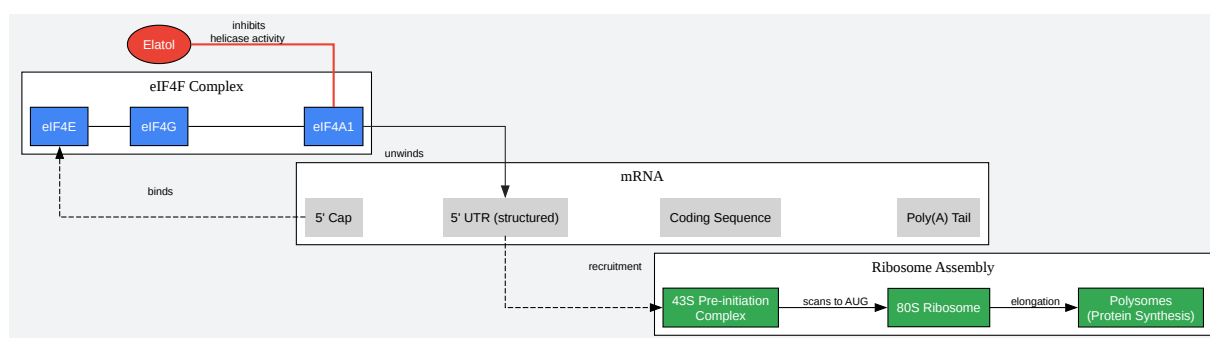 inhibits
helicase activity
Elatol
eIF4F Complex
eIF4E
eIF4G
eIF4A1
unwinds
binds
mRNA
5' Cap
5' UTR (structured)
Coding Sequence
Poly(A) Tail
recruitment
Ribosome Assembly
43S Pre-initiation
Complex
scans to AUG
80S Ribosome
elongation
Polysomes
(Protein Synthesis)